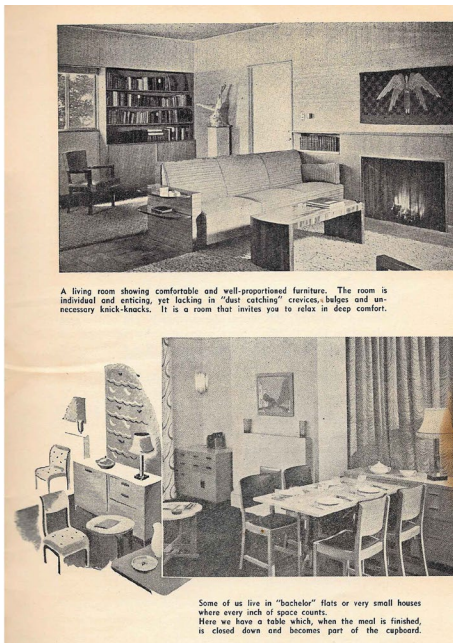 A living room showing comfortable and well-proportioned furniture. The room is
individual and enticing, yet lacking in "dust catching" crevices, bulges and un-
necessary knick-knacks. It is a room that invites you to relax in deep comfort.
Some of us live in "bachelor" flats or very small houses
where every inch of space counts.
Here we have a table which, when the meal is finished,
is closed down and becomes part of the cupboard.